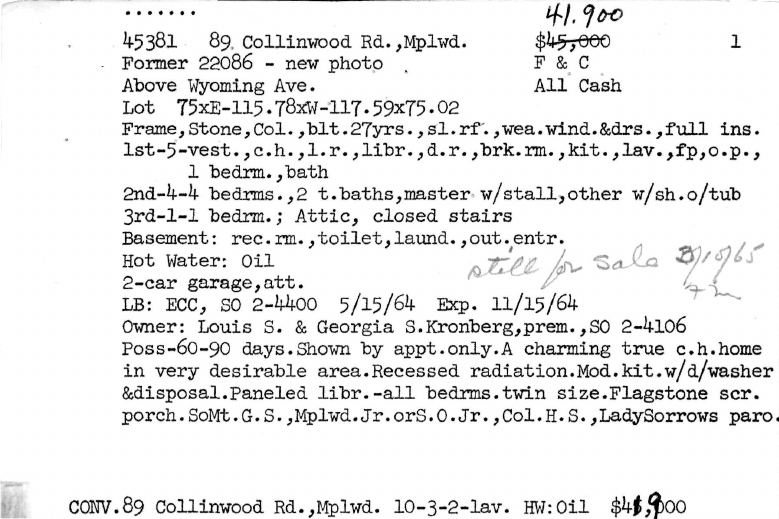 .......
41.900
45381 89 Collinwood Rd.,Mplwd. $45,000 1
Former 22086 - new photo F & C
Above Wyoming Ave. All Cash
Lot 75xE-115.78xW-117.59x75.02
Frame,Stone,Col.,blt.27yrs.,sl.rf.,wea.wind.&drs.,full ins.
1st-5-vest.,c.h.,l.r.,libr.,d.r.,brk.rm.,kit.,lav.,fp,o.p.,
1 bedrm.,bath
2nd-4-4 bedrms.,2 t.baths,master w/stall,other w/sh.o/tub
3rd-1-1 bedrm.; Attic, closed stairs
Basement: rec.rm.,toilet,laund.,out.entr.
Hot Water: Oil
still for sale 3/10/65
2-car garage,att.
LB: ECC, SO 2-4400 5/15/64 Exp. 11/15/64
Owner: Louis S. & Georgia S.Kronberg,prem.,SO 2-4106
Poss-60-90 days.Shown by appt.only.A charming true c.h.home
in very desirable area.Recessed radiation.Mod.kit.w/d/washer
&disposal.Paneled libr.-all bedrms.twin size.Flagstone scr.
porch.SoMt.G.S.,Mplwd.Jr.orS.O.Jr.,Col.H.S.,LadySorrows paro.
CONV.89 Collinwood Rd.,Mplwd. 10-3-2-lav. HW:Oil $41,900